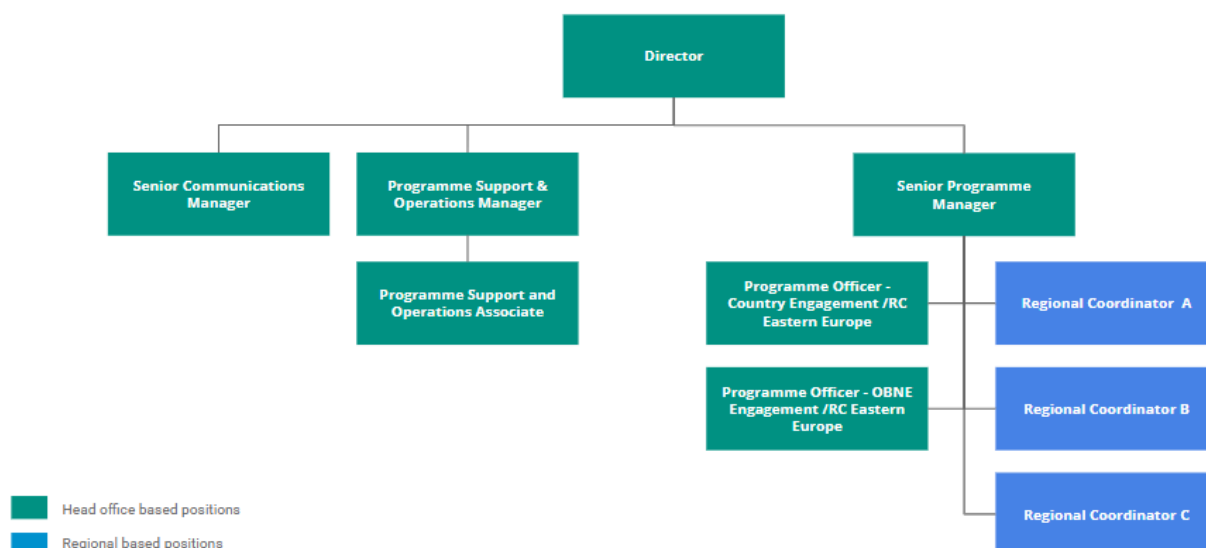 Director
Senior Communications
Manager
Programme Support &
Operations Manager
Senior Programme
Manager
Programme Support and
Operations Associate
Programme Officer -
Country Engagement /RC
Eastern Europe
Regional Coordinator  A
Programme Officer - OBNE
Engagement /RC Eastern
Europe
Regional Coordinator B
Regional Coordinator C
Head office based positions
Regional based positions